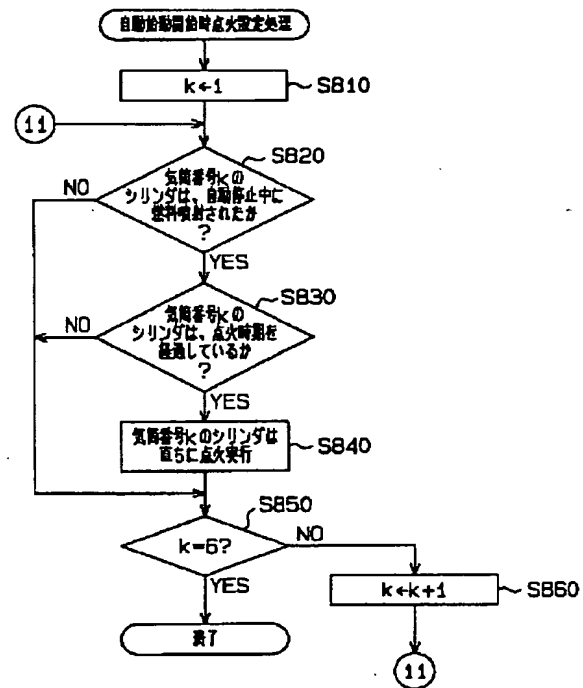 自動始動開始時点火設定処理
k←1
S810
11
S820
気筒番号kの
シリンダは、自動停止中に
燃料噴射されたか
?
NO
YES
S830
気筒番号kの
シリンダは、点火時期を
経過しているか
?
NO
YES
気筒番号kのシリンダは
直ちに点火実行
S840
S850
k=6?
NO
YES
k←k+1
S860
終了
11